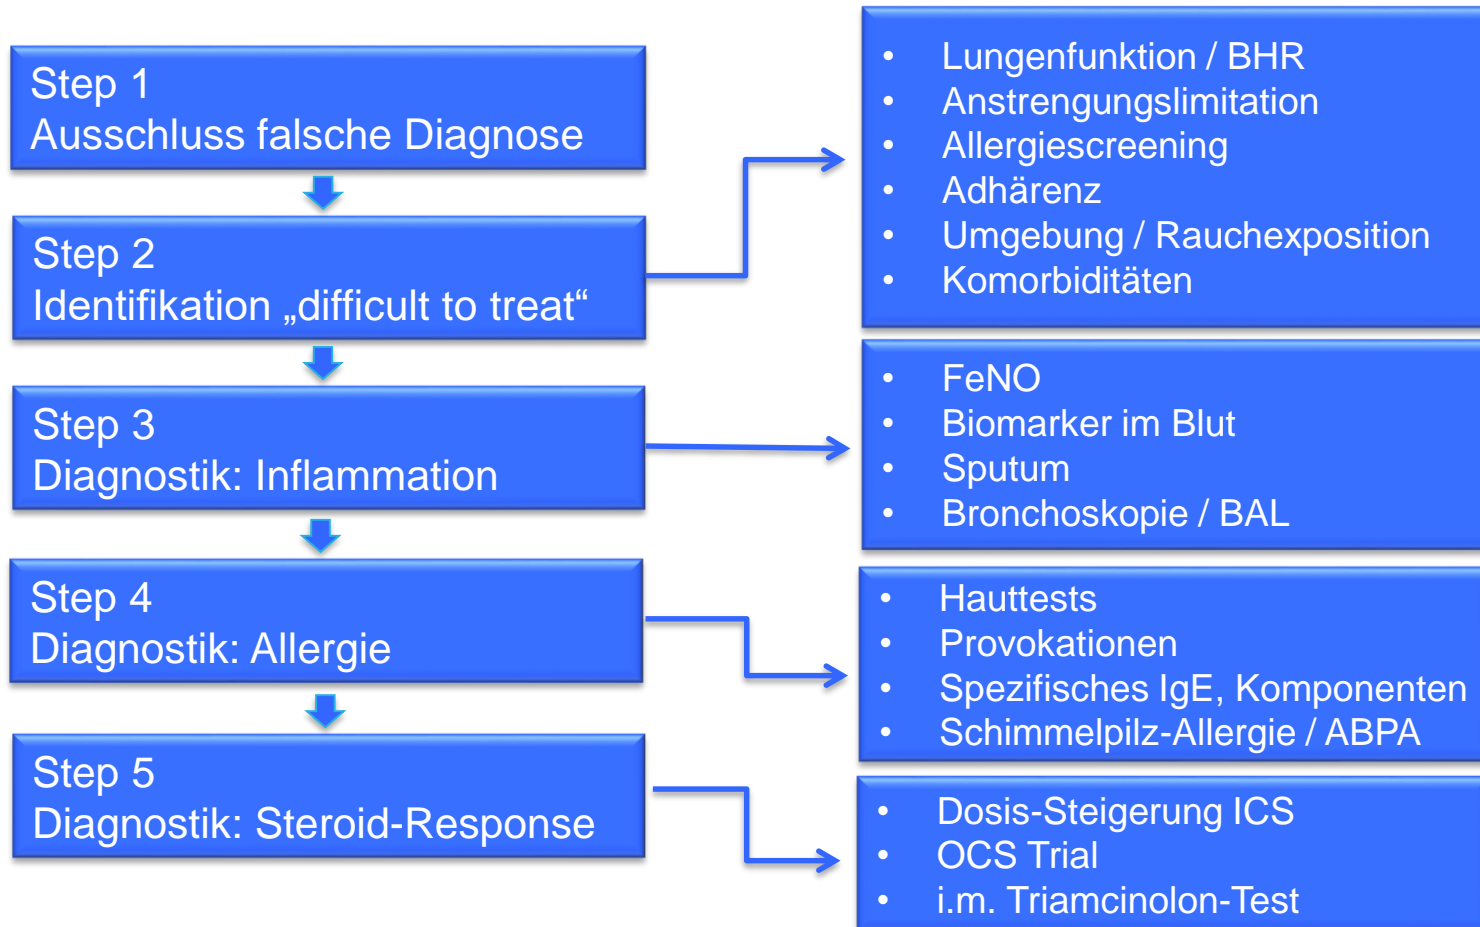 Step 1
Ausschluss falsche Diagnose
Step 2
Identifikation „difficult to treat“
Step 3
Diagnostik: Inflammation
Step 4
Diagnostik: Allergie
Step 5
Diagnostik: Steroid-Response
• Lungenfunktion / BHR
• Anstrengungslimitation
• Allergiescreening
• Adhärenz
• Umgebung / Rauchexposition
• Komorbiditäten
• FeNO
• Biomarker im Blut
• Sputum
• Bronchoskopie / BAL
• Hauttests
• Provokationen
• Spezifisches IgE, Komponenten
• Schimmelpilz-Allergie / ABPA
• Dosis-Steigerung ICS
• OCS Trial
• i.m. Triamcinolon-Test